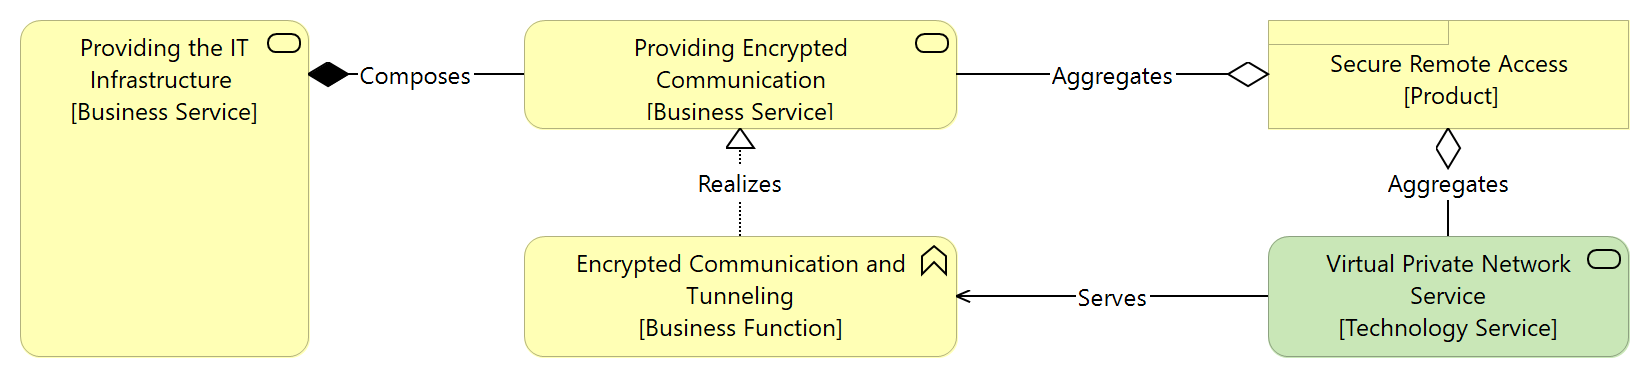 Providing the IT
Infrastructure
[Business Service]
Composes
Providing Encrypted
Communication
[Business Service]
Aggregates
Secure Remote Access
[Product]
Realizes
Aggregates
Encrypted Communication and
Tunneling
[Business Function]
Serves
Virtual Private Network
Service
[Technology Service]